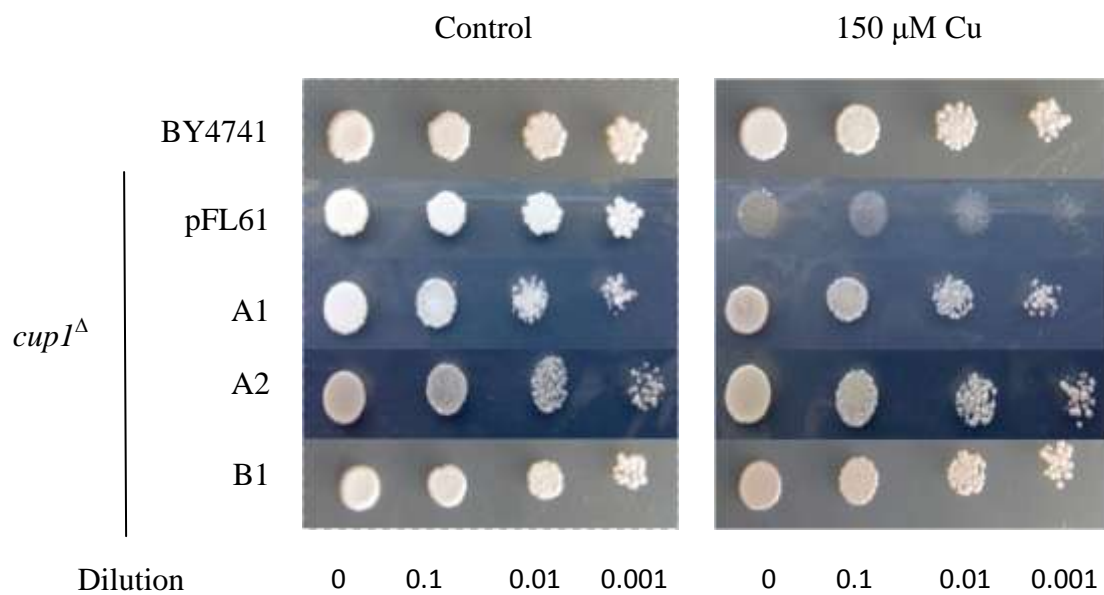 Control 150 μM Cu
BY4741
pFL61
A1
cup1Δ
A2
B1
Dilution 0 0.1 0.01 0.001 0 0.1 0.01 0.001